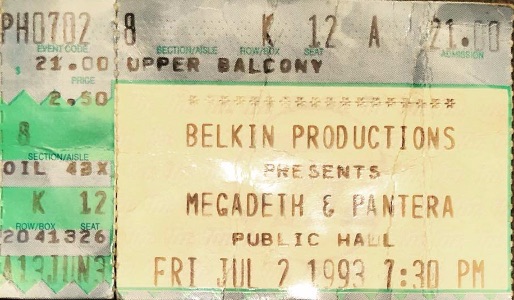 PH0702 8 K 12 A 21.00
EVENT CODE SECTION/AISLE ROW/BOX SEAT ADMISSION
$ 21.00 UPPER BALCONY
PRICE
2.50
8
SECTION/AISLE
K 12
ROW/BOX SEAT
2041326
A13JUN3
BELKIN PRODUCTIONS
PRESENTS
MEGADETH & PANTERA
PUBLIC HALL
FRI JUL 2 1993 7:30 PM